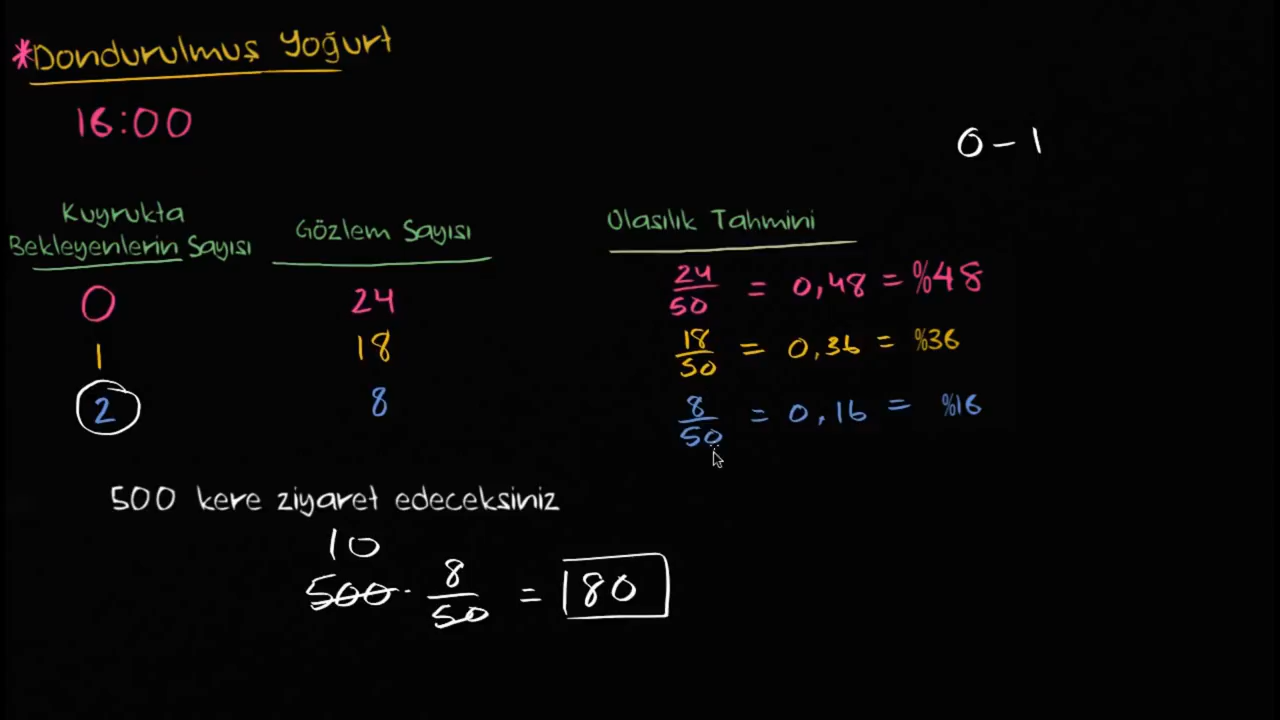 *Dondurulmuş Yoğurt
16:00
0 – 1
Kuyrukta
Bekleyenlerin Sayısı
Gözlem Sayısı
Olasılık Tahmini
0 24 24/50 = 0,48 = %48
1 18 18/50 = 0,36 = %36
2 8 8/50 = 0,16 = %16
500 kere ziyaret edeceksiniz
10
500 · 8/50 = 80